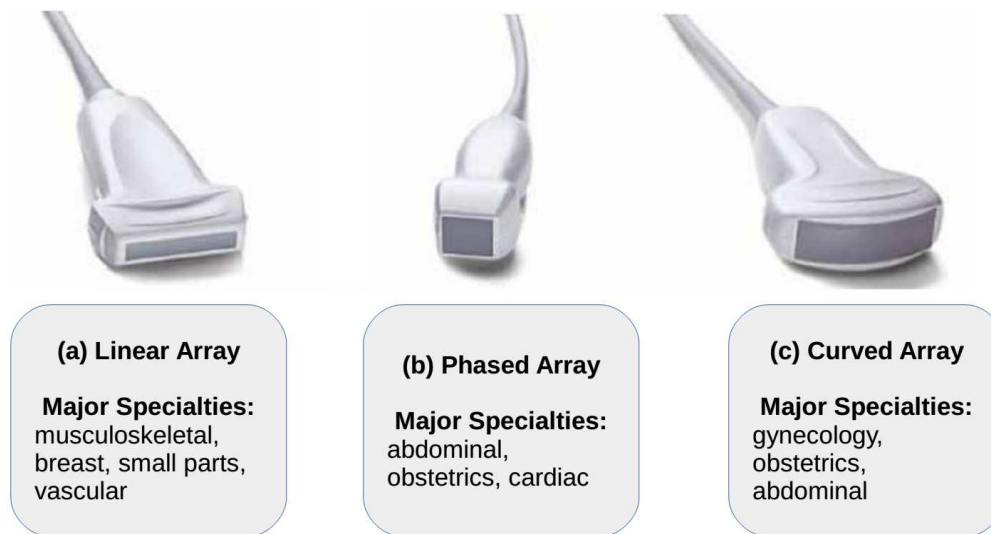 (a) Linear Array
Major Specialties:
musculoskeletal,
breast, small parts,
vascular
(b) Phased Array
Major Specialties:
abdominal,
obstetrics, cardiac
(c) Curved Array
Major Specialties:
gynecology,
obstetrics,
abdominal